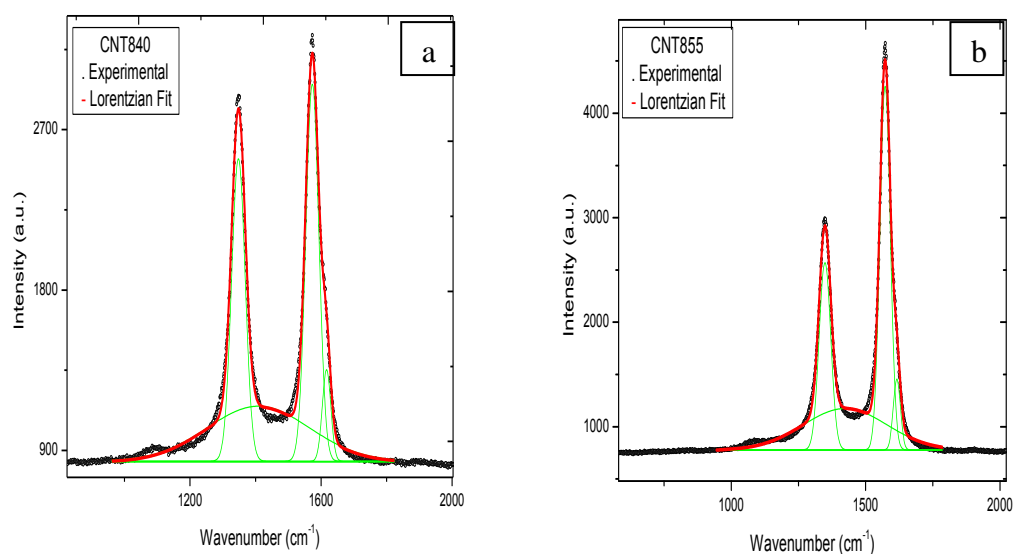 CNT840
. Experimental
- Lorentzian Fit
a
2700
1800
900
Intensity (a.u.)
1200 1600 2000
Wavenumber (cm-1)
CNT855
. Experimental
- Lorentzian Fit
b
4000
3000
2000
1000
Intensity (a.u.)
1000 1500 2000
Wavenumber (cm-1)